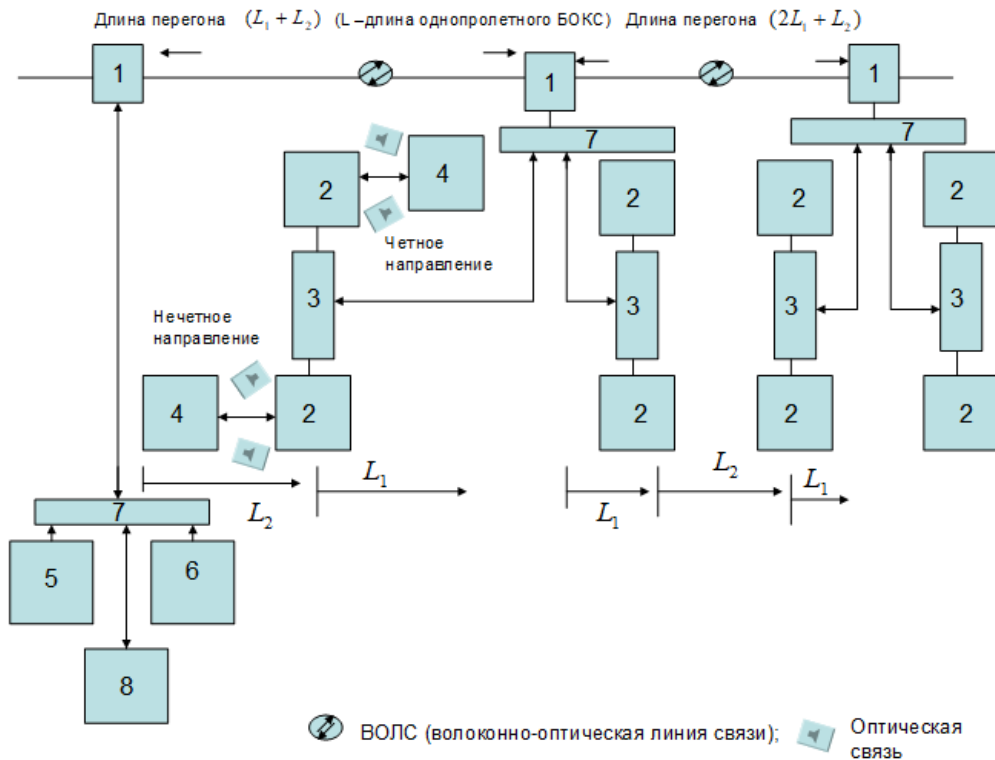 Длина перегона (L₁ + L₂) (L –длина однопролетного БОКС) Длина перегона (2L₁ + L₂)
1
1
1
7
7
2
4
2
2
2
Четное
направление
3
3
3
3
Нечетное
направление
4
2
2
2
2
L₂
L₁
L₁
L₂
L₁
7
5
6
8
ВОЛС (волоконно-оптическая линия связи);
Оптическая
связь